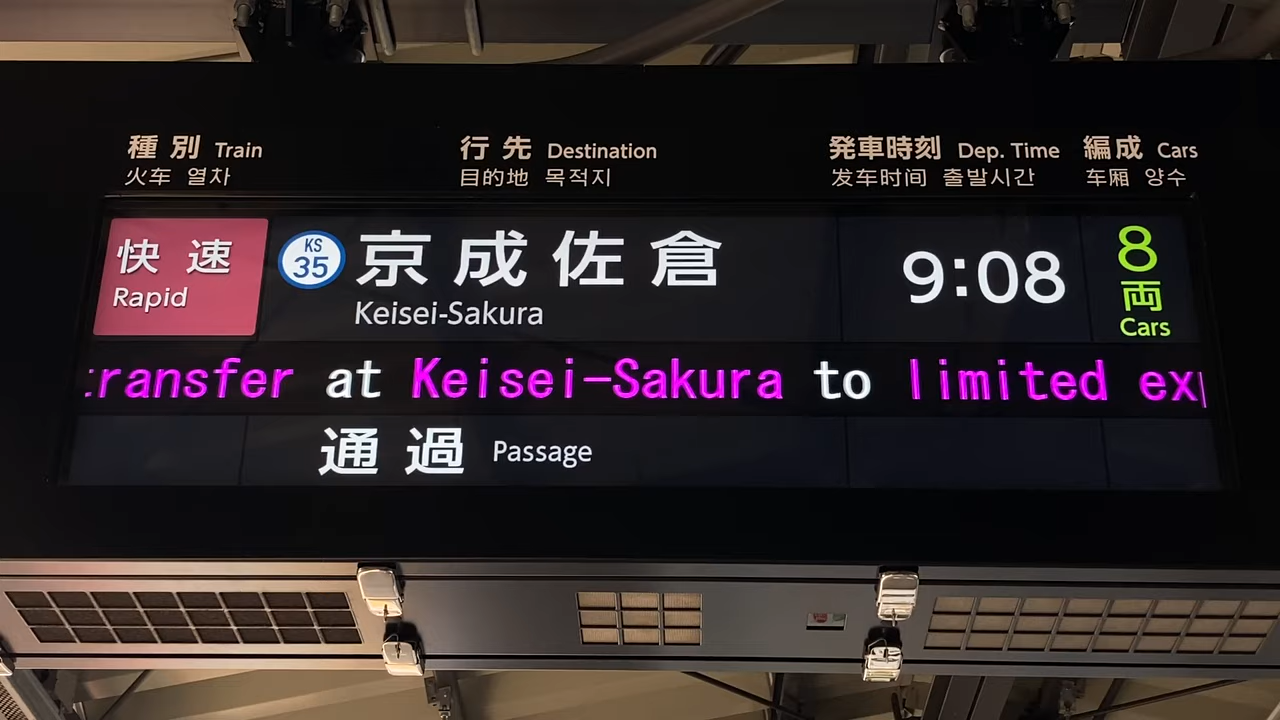 種別 Train 行先 Destination 発車時刻 Dep. Time 編成 Cars
火车 열차 目的地 목적지 发车时间 출발시간 车厢 양수
快速 KS 35 京成佐倉 9:08 8両
Rapid Keisei-Sakura Cars
transfer at Keisei-Sakura to limited exp
通過 Passage